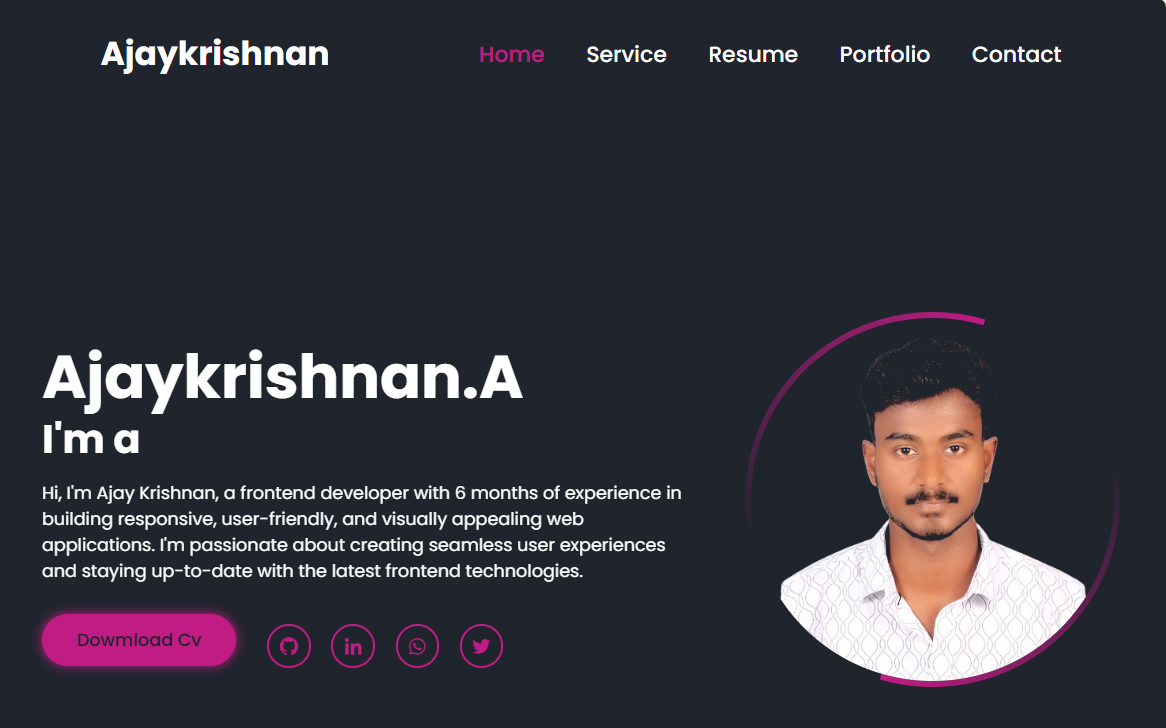 Ajaykrishnan
Home Service Resume Portfolio Contact
Ajaykrishnan.A
I'm a
Hi, I'm Ajay Krishnan, a frontend developer with 6 months of experience in
building responsive, user-friendly, and visually appealing web
applications. I'm passionate about creating seamless user experiences
and staying up-to-date with the latest frontend technologies.
Dowmload Cv
in